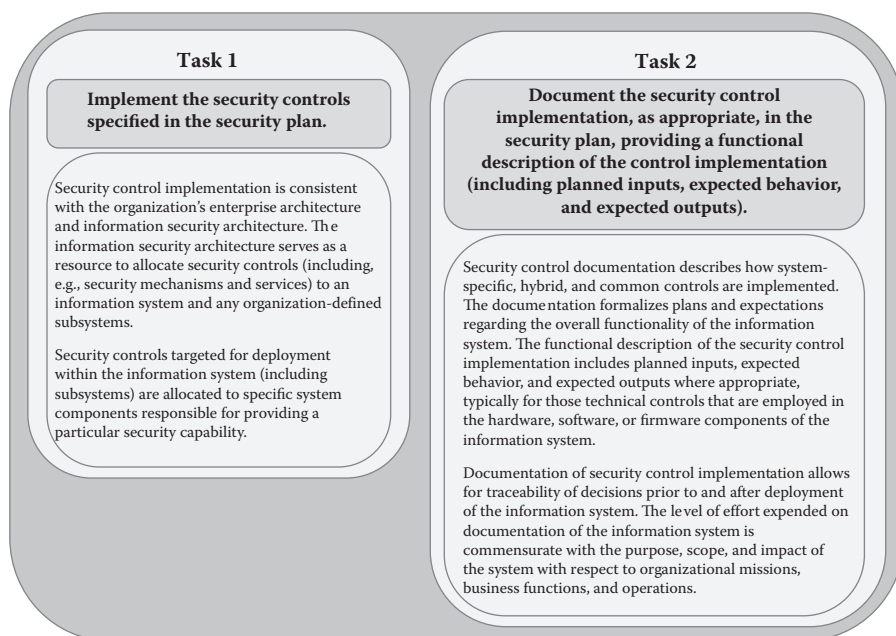 Task 1
Implement the security controls
specified in the security plan.
Security control implementation is consistent
with the organization's enterprise architecture
and information security architecture. The
information security architecture serves as a
resource to allocate security controls (including,
e.g., security mechanisms and services) to an
information system and any organization-defined
subsystems.
Security controls targeted for deployment
within the information system (including
subsystems) are allocated to specific system
components responsible for providing a
particular security capability.
Task 2
Document the security control
implementation, as appropriate, in the
security plan, providing a functional
description of the control implementation
(including planned inputs, expected behavior,
and expected outputs).
Security control documentation describes how system-
specific, hybrid, and common controls are implemented.
The documentation formalizes plans and expectations
regarding the overall functionality of the information
system. The functional description of the security control
implementation includes planned inputs, expected
behavior, and expected outputs where appropriate,
typically for those technical controls that are employed in
the hardware, software, or firmware components of the
information system.
Documentation of security control implementation allows
for traceability of decisions prior to and after deployment
of the information system. The level of effort expended on
documentation of the information system is
commensurate with the purpose, scope, and impact of
the system with respect to organizational missions,
business functions, and operations.